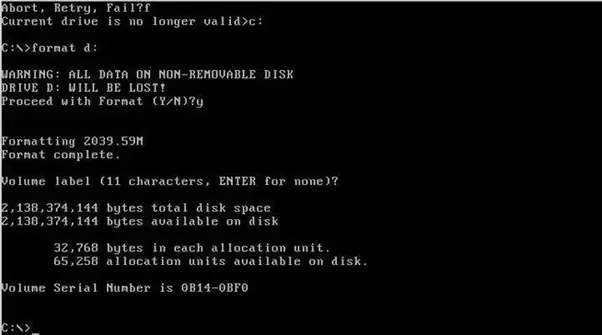 Abort, Retry, Fail?f
Current drive is no longer valid>c:
C:\>format d:
WARNING: ALL DATA ON NON-REMOVABLE DISK
DRIVE D: WILL BE LOST!
Proceed with Format (Y/N)?y
Formatting 2039.59M
Format complete.
Volume label (11 characters, ENTER for none)?
2,138,374,144 bytes total disk space
2,138,374,144 bytes available on disk
32,768 bytes in each allocation unit.
65,258 allocation units available on disk.
Volume Serial Number is 0B14-0BF0
C:\>_